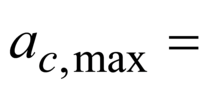 a_{c,max} =